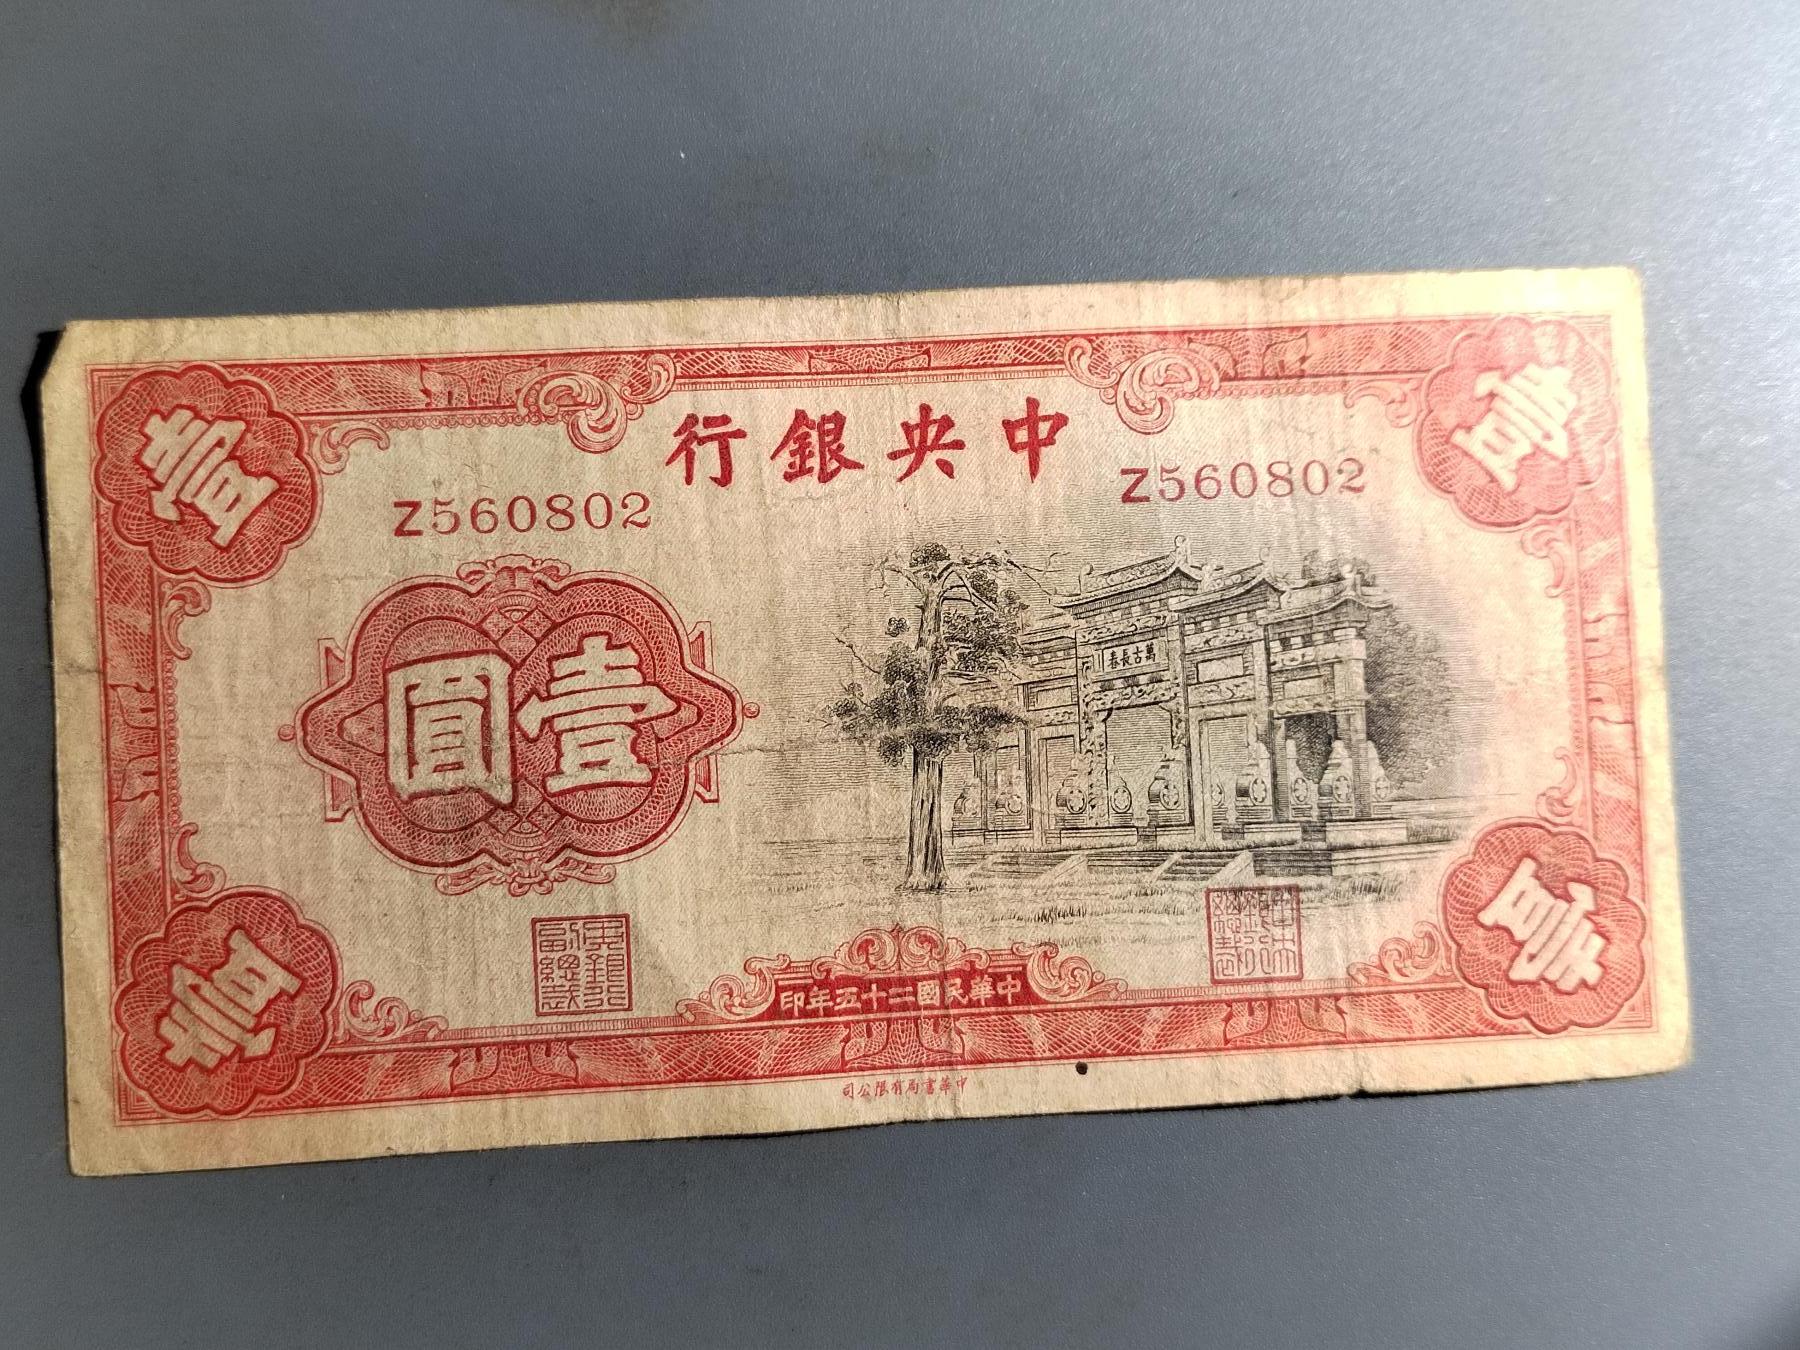 中央銀行
Z560802
Z560802
壹
壹
萬古長春
壹圓
中華民國二十五年印
壹
壹
中華書局有限公司